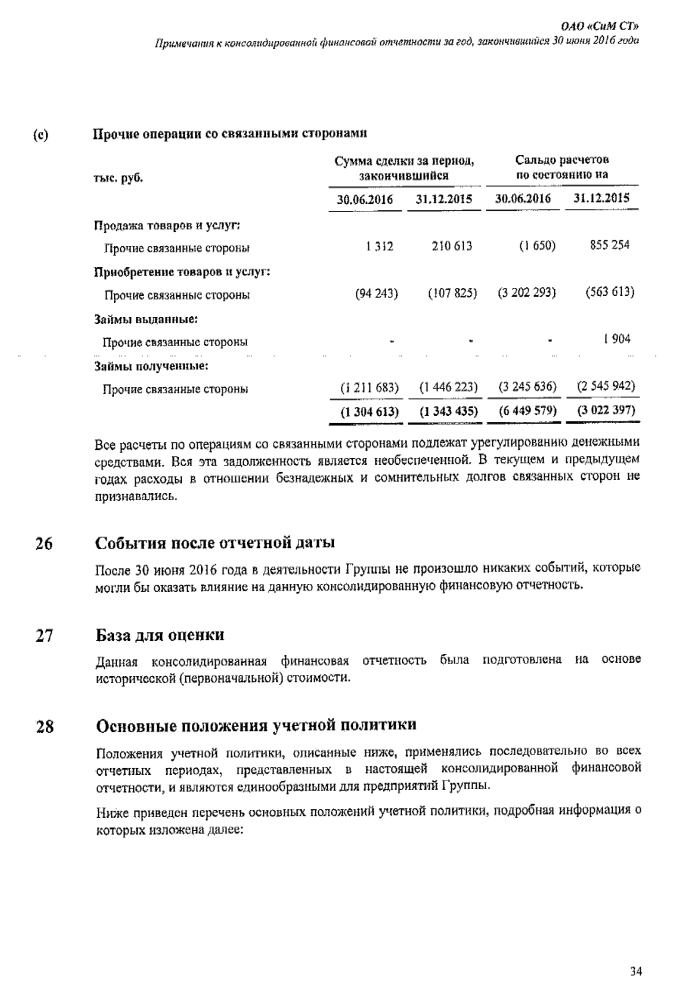 ОАО «СиМ СТ»
Примечания к консолидированной финансовой отчетности за год, закончившийся 30 июня 2016 года
(c) Прочие операции со связанными сторонами
тыс. руб. Сумма сделки за период, закончившийся Сальдо расчетов по состоянию на
30.06.2016 31.12.2015 30.06.2016 31.12.2015
Продажа товаров и услуг:
Прочие связанные стороны 1 312 210 613 (1 650) 855 254
Приобретение товаров и услуг:
Прочие связанные стороны (94 243) (107 825) (3 202 293) (563 613)
Займы выданные:
Прочие связанные стороны - - - 1 904
Займы полученные:
Прочие связанные стороны (1 211 683) (1 446 223) (3 245 636) (2 545 942)
(1 304 613) (1 343 435) (6 449 579) (3 022 397)
Все расчеты по операциям со связанными сторонами подлежат урегулированию денежными
средствами. Вся эта задолженность является необеспеченной. В текущем и предыдущем
годах расходы в отношении безнадежных и сомнительных долгов связанных сторон не
признавались.
26 События после отчетной даты
После 30 июня 2016 года в деятельности Группы не произошло никаких событий, которые
могли бы оказать влияние на данную консолидированную финансовую отчетность.
27 База для оценки
Данная консолидированная финансовая отчетность была подготовлена на основе
исторической (первоначальной) стоимости.
28 Основные положения учетной политики
Положения учетной политики, описанные ниже, применялись последовательно во всех
отчетных периодах, представленных в настоящей консолидированной финансовой
отчетности, и являются единообразными для предприятий Группы.
Ниже приведен перечень основных положений учетной политики, подробная информация о
которых изложена далее:
34